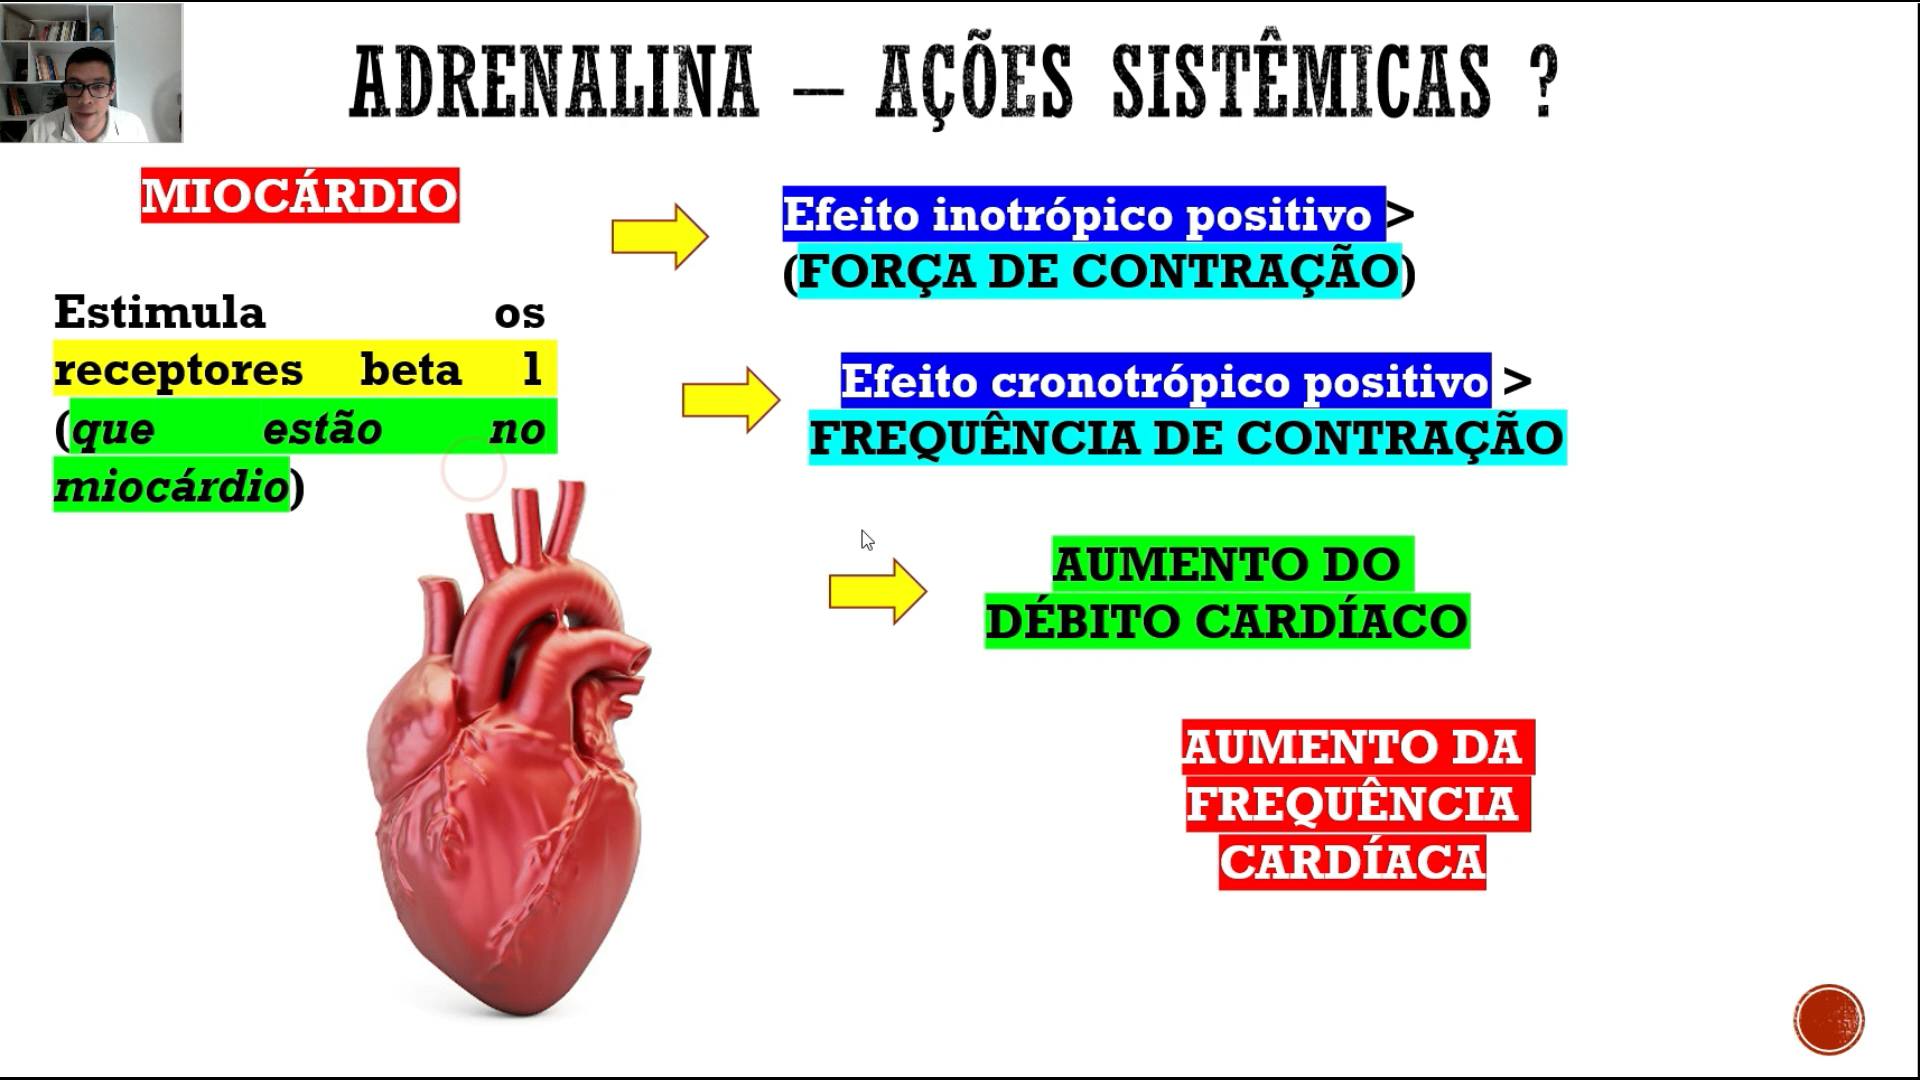 ADRENALINA – AÇÕES SISTÊMICAS ?
MIOCÁRDIO
Estimula os
receptores beta 1
(que estão no
miocárdio)
Efeito inotrópico positivo >
(FORÇA DE CONTRAÇÃO)
Efeito cronotrópico positivo >
FREQUÊNCIA DE CONTRAÇÃO
AUMENTO DO
DÉBITO CARDÍACO
AUMENTO DA
FREQUÊNCIA
CARDÍACA